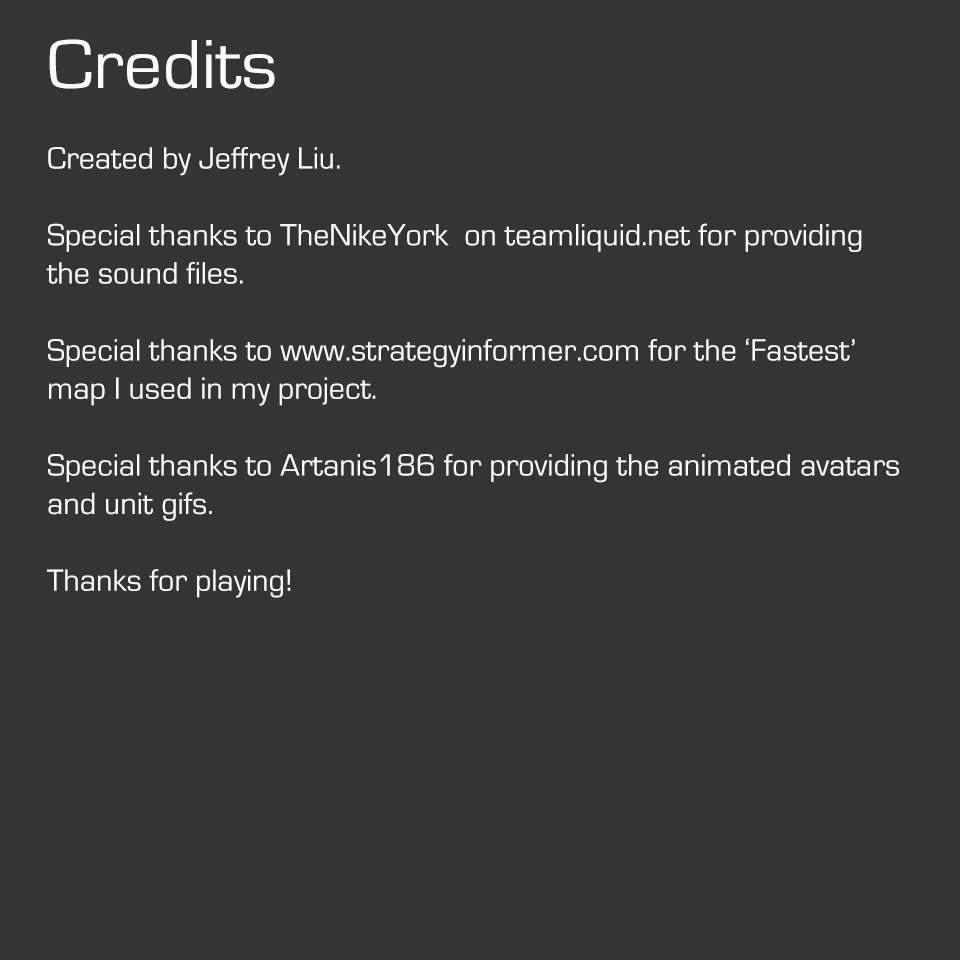 Credits
Created by Jeffrey Liu.
Special thanks to TheNikeYork  on teamliquid.net for providing
the sound files.
Special thanks to www.strategyinformer.com for the ‘Fastest’
map I used in my project.
Special thanks to Artanis186 for providing the animated avatars
and unit gifs.
Thanks for playing!